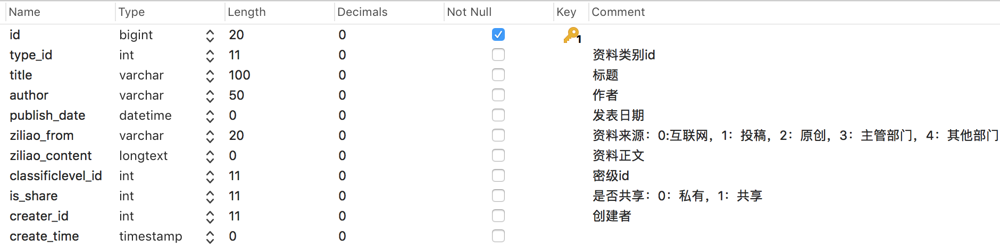 Name Type Length Decimals Not Null Key Comment
id bigint 20 0 1
type_id int 11 0 资料类别id
title varchar 100 0 标题
author varchar 50 0 作者
publish_date datetime 0 0 发表日期
ziliao_from varchar 20 0 资料来源：0:互联网，1：投稿，2：原创，3：主管部门，4：其他部门
ziliao_content longtext 0 0 资料正文
classificlevel_id int 11 0 密级id
is_share int 11 0 是否共享：0：私有，1：共享
creater_id int 11 0 创建者
create_time timestamp 0 0